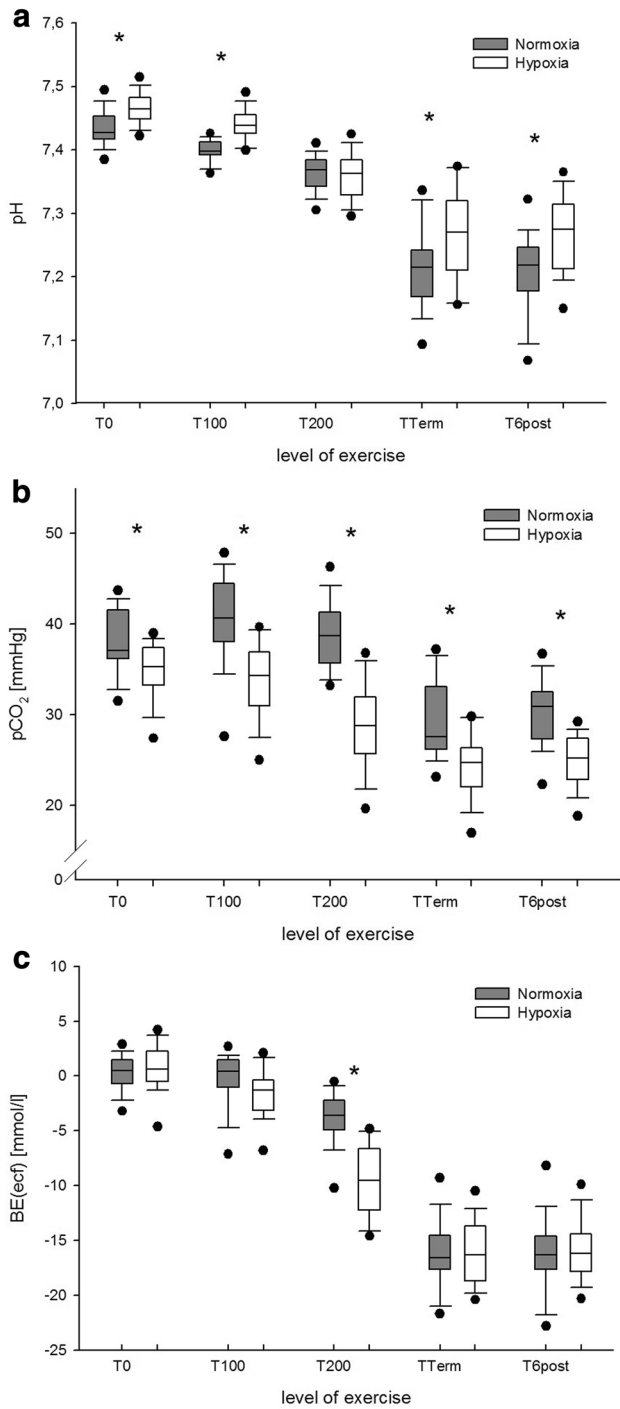 a
7,6
7,5
7,4
7,3
7,2
7,1
7,0
pH
* * * *
Normoxia
Hypoxia
T0 T100 T200 TTerm T6post
level of exercise
b
50
40
30
20
0
pCO₂ [mmHg]
* * * * *
Normoxia
Hypoxia
T0 T100 T200 TTerm T6post
level of exercise
c
10
5
0
-5
-10
-15
-20
-25
BE(ecf) [mmol/l]
*
Normoxia
Hypoxia
T0 T100 T200 TTerm T6post
level of exercise